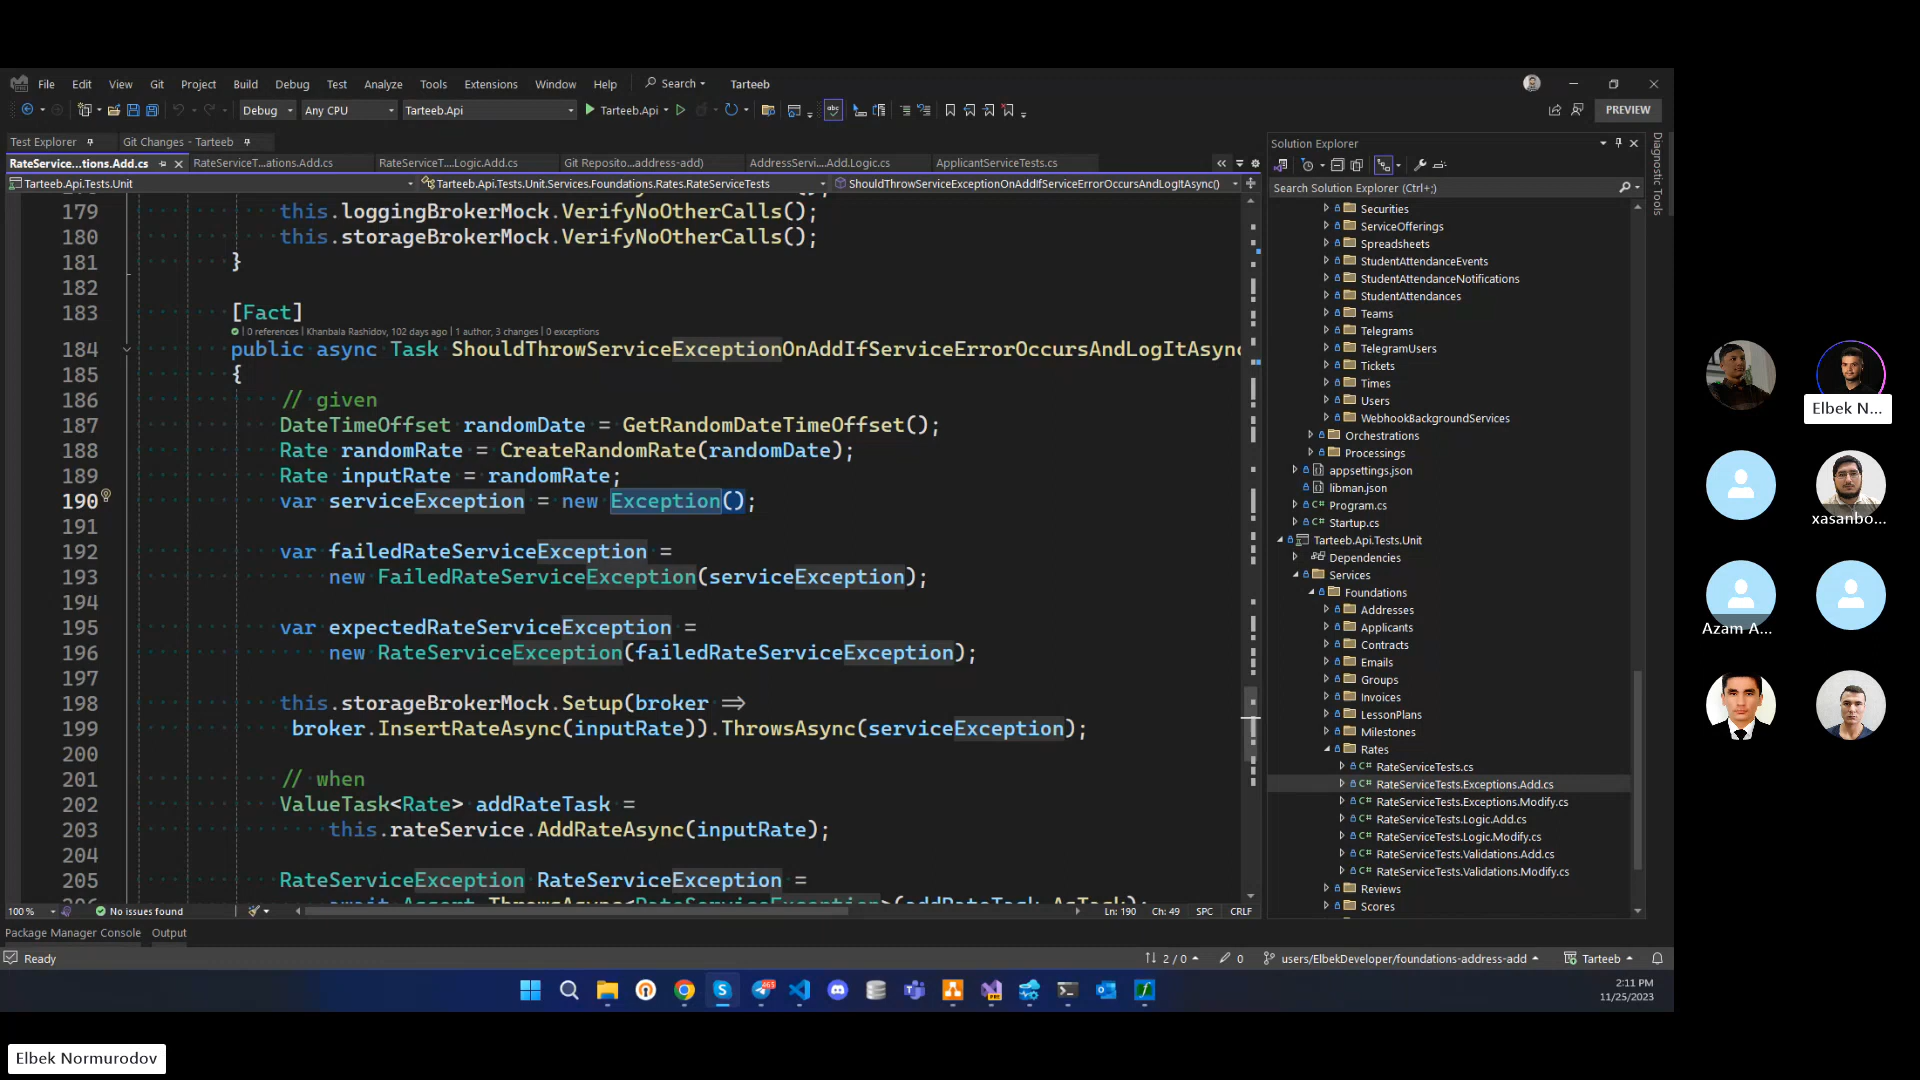 File Edit View Git Project Build Debug Test Analyze Tools Extensions Window Help Search Tarteeb
Debug Any CPU Tarteeb.Api Tarteeb.Api PREVIEW
Test Explorer Git Changes - Tarteeb
RateService...tions.Add.cs RateServiceT...ations.Add.cs RateServiceT....Logic.Add.cs Git Reposito...address-add) AddressServi....Add.Logic.cs ApplicantServiceTests.cs
Tarteeb.Api.Tests.Unit Tarteeb.Api.Tests.Unit.Services.Foundations.Rates.RateServiceTests ShouldThrowServiceExceptionOnAddIfServiceErrorOccursAndLogItAsync()
179 this.loggingBrokerMock.VerifyNoOtherCalls();
180 this.storageBrokerMock.VerifyNoOtherCalls();
181 }
182
183 [Fact]
0 references | Khanbala Rashidov, 102 days ago | 1 author, 3 changes | 0 exceptions
184 public async Task ShouldThrowServiceExceptionOnAddIfServiceErrorOccursAndLogItAsync
185 {
186 // given
187 DateTimeOffset randomDate = GetRandomDateTimeOffset();
188 Rate randomRate = CreateRandomRate(randomDate);
189 Rate inputRate = randomRate;
190 var serviceException = new Exception();
191
192 var failedRateServiceException =
193 new FailedRateServiceException(serviceException);
194
195 var expectedRateServiceException =
196 new RateServiceException(failedRateServiceException);
197
198 this.storageBrokerMock.Setup(broker =>
199 broker.InsertRateAsync(inputRate)).ThrowsAsync(serviceException);
200
201 // when
202 ValueTask<Rate> addRateTask =
203 this.rateService.AddRateAsync(inputRate);
204
205 RateServiceException RateServiceException =
await Assert.ThrowsAsync<RateServiceException>(addRateTask.AsTask);
100 % No issues found Ln: 190 Ch: 49 SPC CRLF
Package Manager Console Output
Ready 2 / 0 0 users/ElbekDeveloper/foundations-address-add Tarteeb
Solution Explorer
Search Solution Explorer (Ctrl+;)
Securities
ServiceOfferings
Spreadsheets
StudentAttendanceEvents
StudentAttendanceNotifications
StudentAttendances
Teams
Telegrams
TelegramUsers
Tickets
Times
Users
WebhookBackgroundServices
Orchestrations
Processings
appsettings.json
libman.json
C# Program.cs
C# Startup.cs
Tarteeb.Api.Tests.Unit
Dependencies
Services
Foundations
Addresses
Applicants
Contracts
Emails
Groups
Invoices
LessonPlans
Milestones
Rates
C# RateServiceTests.cs
C# RateServiceTests.Exceptions.Add.cs
C# RateServiceTests.Exceptions.Modify.cs
C# RateServiceTests.Logic.Add.cs
C# RateServiceTests.Logic.Modify.cs
C# RateServiceTests.Validations.Add.cs
C# RateServiceTests.Validations.Modify.cs
Reviews
Scores
Diagnostic Tools
2:11 PM
11/25/2023
Elbek N...
xasanbo...
Azam A...
Elbek Normurodov